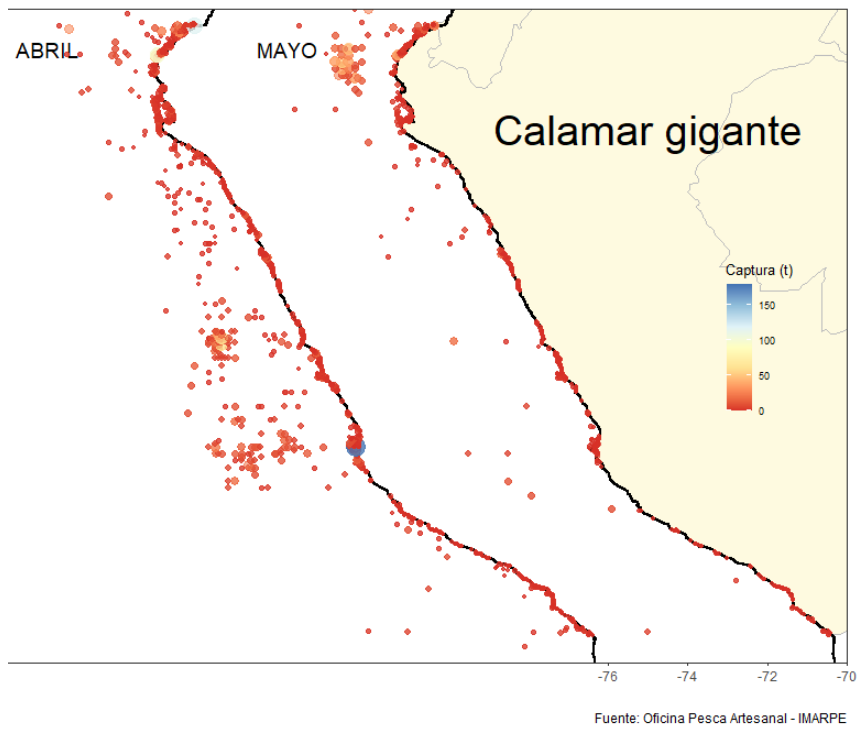 ABRIL
MAYO
Calamar gigante
Captura (t)
150
100
50
0
-76
-74
-72
-70
Fuente: Oficina Pesca Artesanal - IMARPE